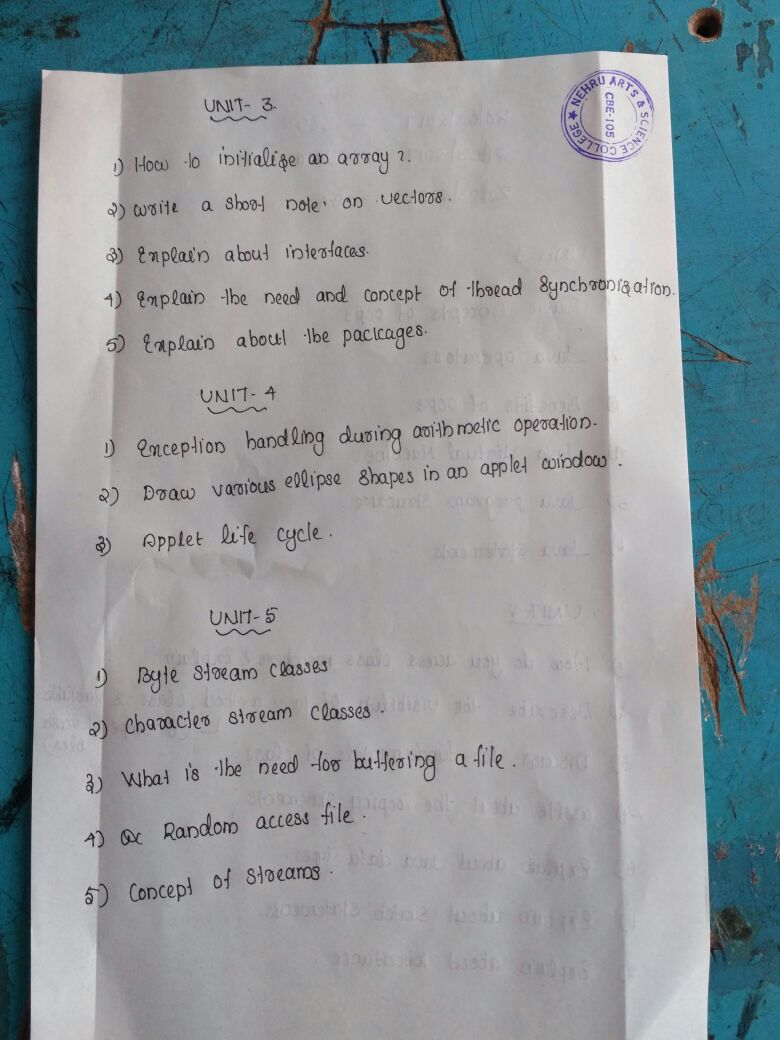 NEHRU ARTS & SCIENCE COLLEGE
CBE-105
UNIT- 3.
1) How to initialize an array?.
2) write a short note on vectors.
3) Explain about interfaces.
4) Explain the need and concept of thread Synchronization.
5) Explain about the packages.
UNIT- 4
1) Exception handling during arithmetic operation.
2) Draw various ellipse shapes in an applet window.
3) Applet life cycle.
UNIT-5
1) Byte stream classes
2) Character stream classes.
3) What is the need for buffering a file.
4) Random access file.
5) Concept of Streams.